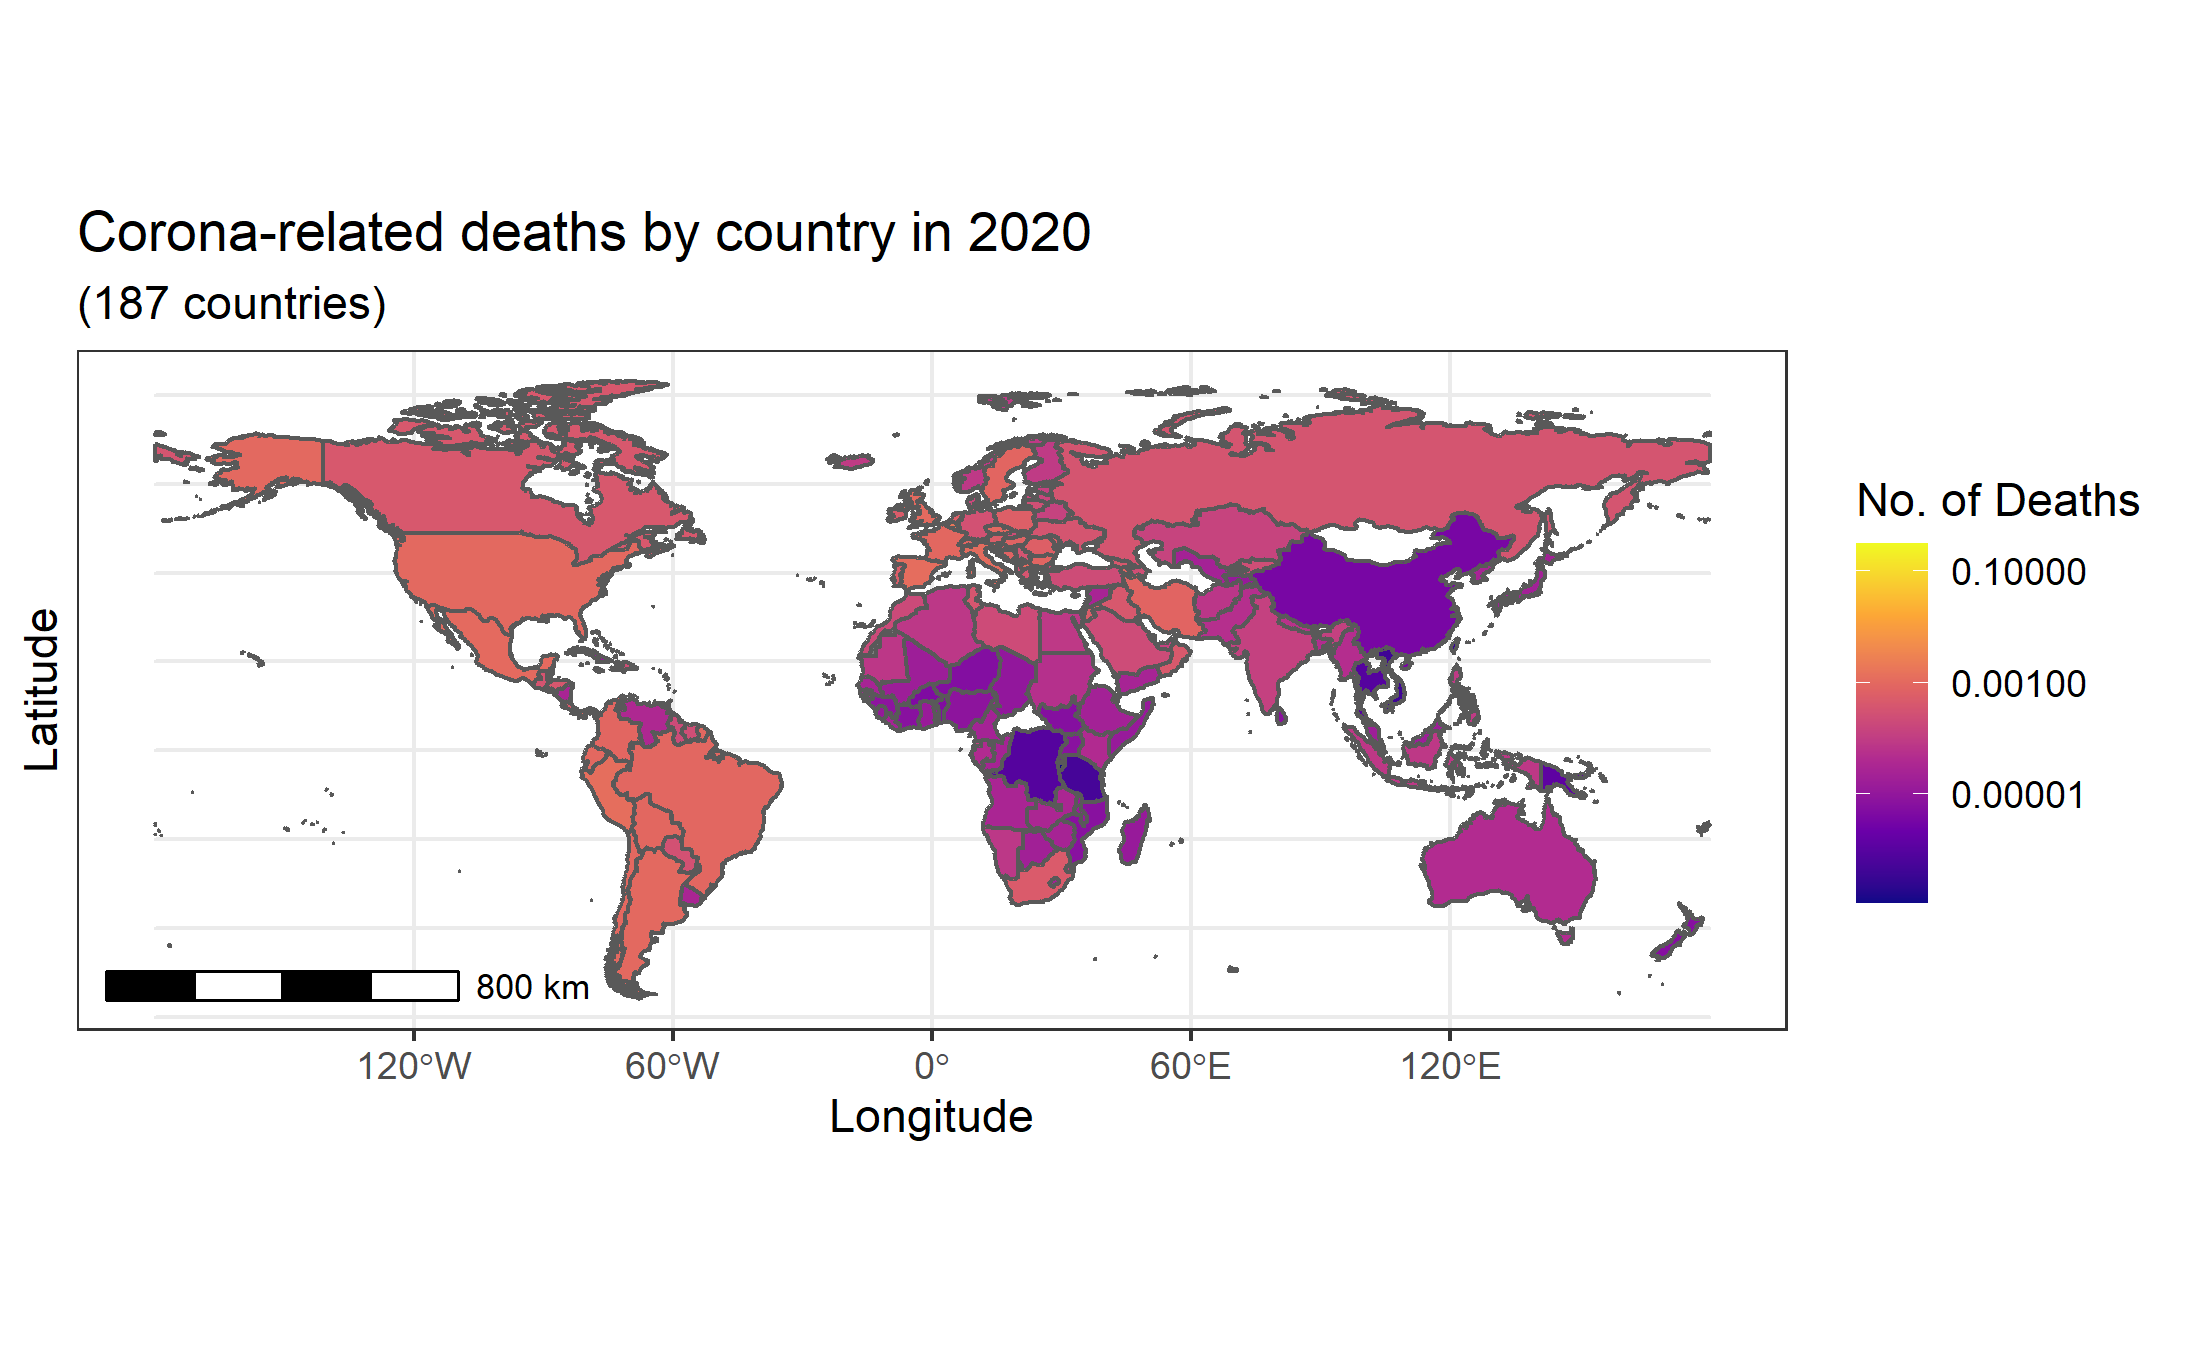 Corona-related deaths by country in 2020
(187 countries)
No. of Deaths
0.10000
0.00100
0.00001
Latitude
800 km
120°W
60°W
0°
60°E
120°E
Longitude